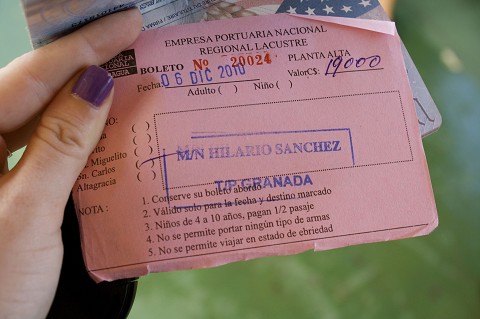 EMPRESA PORTUARIA NACIONAL
REGIONAL LACUSTRE
BOLETO No 20024 PLANTA ALTA
Fecha: 06 DIC 2010 Valor C$: 19000
Adulto ( ) Niño ( )
AGUA
Miguelito
Sn. Carlos
Altagracia
M/N HILARIO SANCHEZ
T/P GRANADA
NOTA :
1. Conserve su boleto abordo
2. Válido solo para la fecha y destino marcado
3. Niños de 4 a 10 años, pagan 1/2 pasaje
4. No se permite portar ningún tipo de armas
5. No se permite viajar en estado de ebriedad